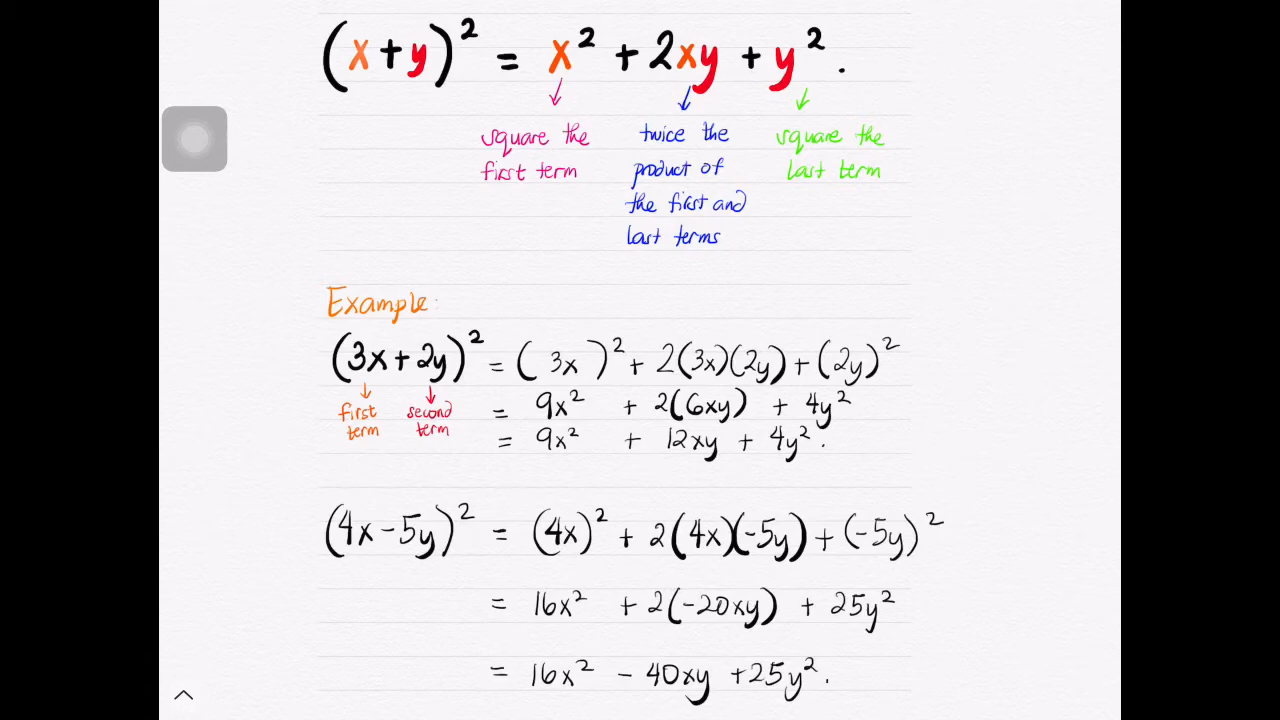 (x+y)² = x² + 2xy + y².
square the first term
twice the product of the first and last terms
square the last term
Example:
(3x + 2y)² = (3x)² + 2(3x)(2y) + (2y)²
first term
second term
= 9x² + 2(6xy) + 4y²
= 9x² + 12xy + 4y².
(4x - 5y)² = (4x)² + 2(4x)(-5y) + (-5y)²
= 16x² + 2(-20xy) + 25y²
= 16x² - 40xy + 25y².